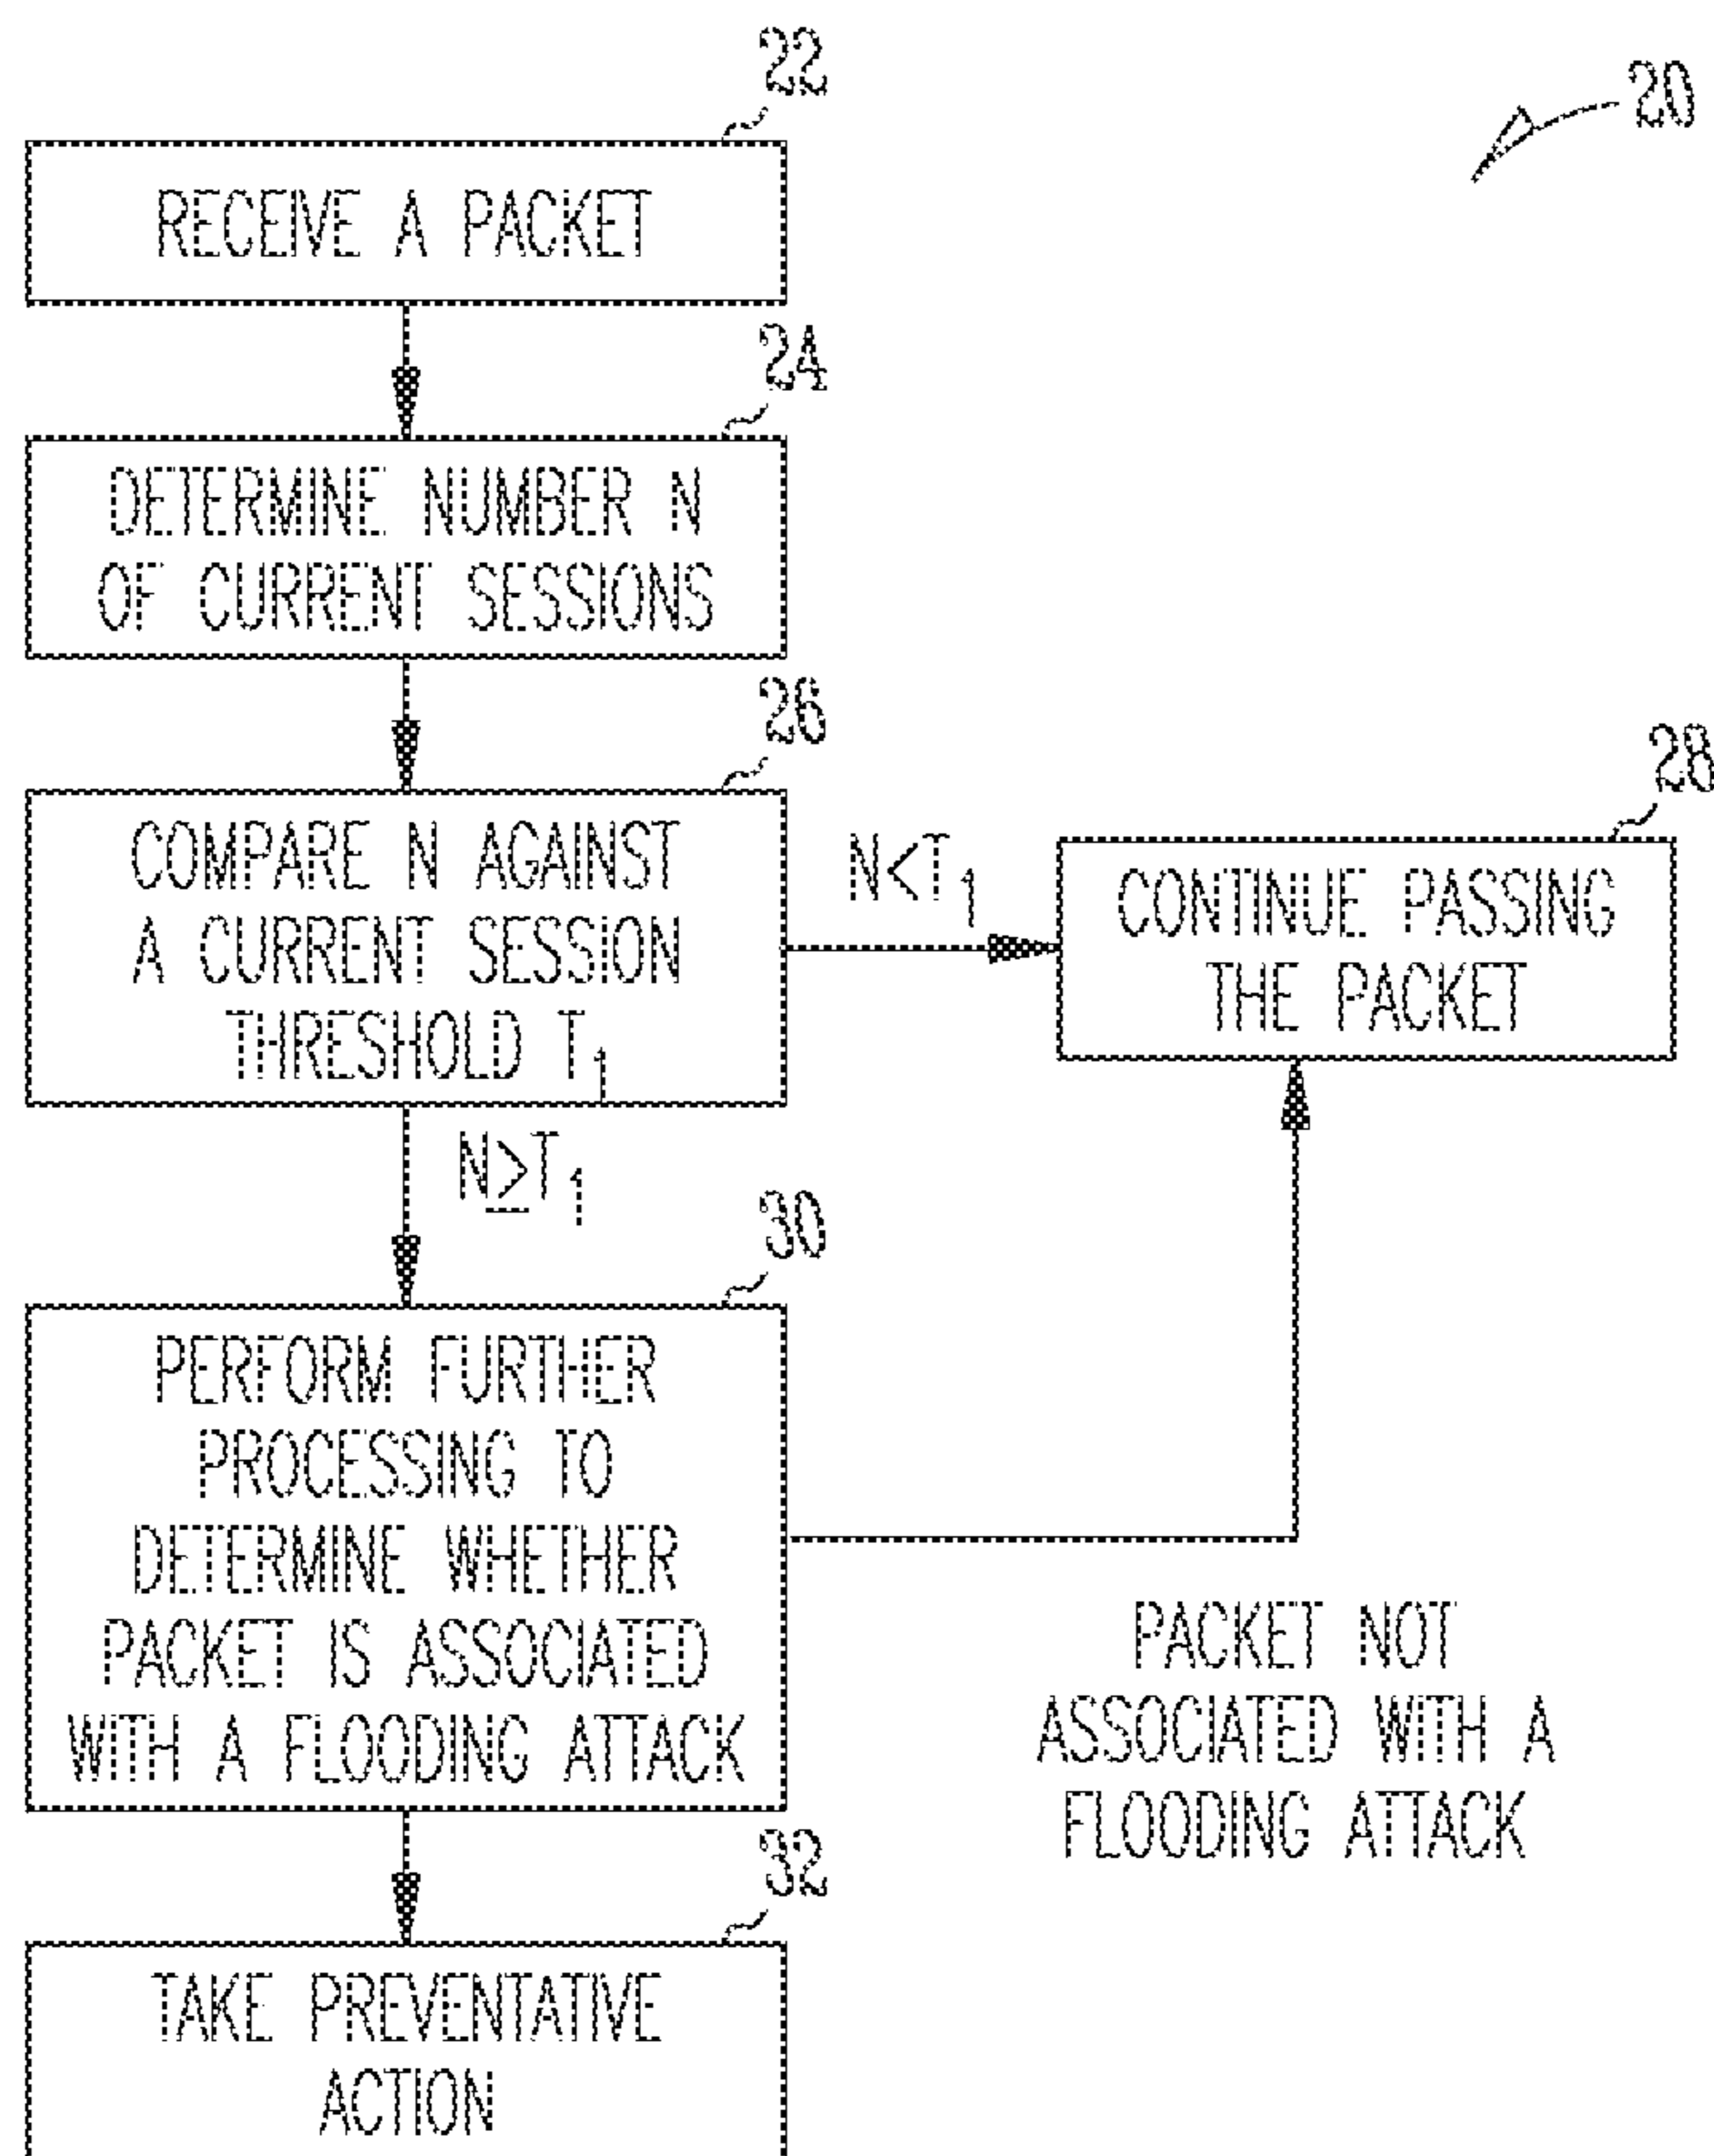 22
20
RECEIVE A PACKET
24
DETERMINE NUMBER N
OF CURRENT SESSIONS
26
COMPARE N AGAINST
A CURRENT SESSION
THRESHOLD T1
N<T1
28
CONTINUE PASSING
THE PACKET
N≥T1
30
PERFORM FURTHER
PROCESSING TO
DETERMINE WHETHER
PACKET IS ASSOCIATED
WITH A FLOODING ATTACK
PACKET NOT
ASSOCIATED WITH A
FLOODING ATTACK
32
TAKE PREVENTATIVE
ACTION